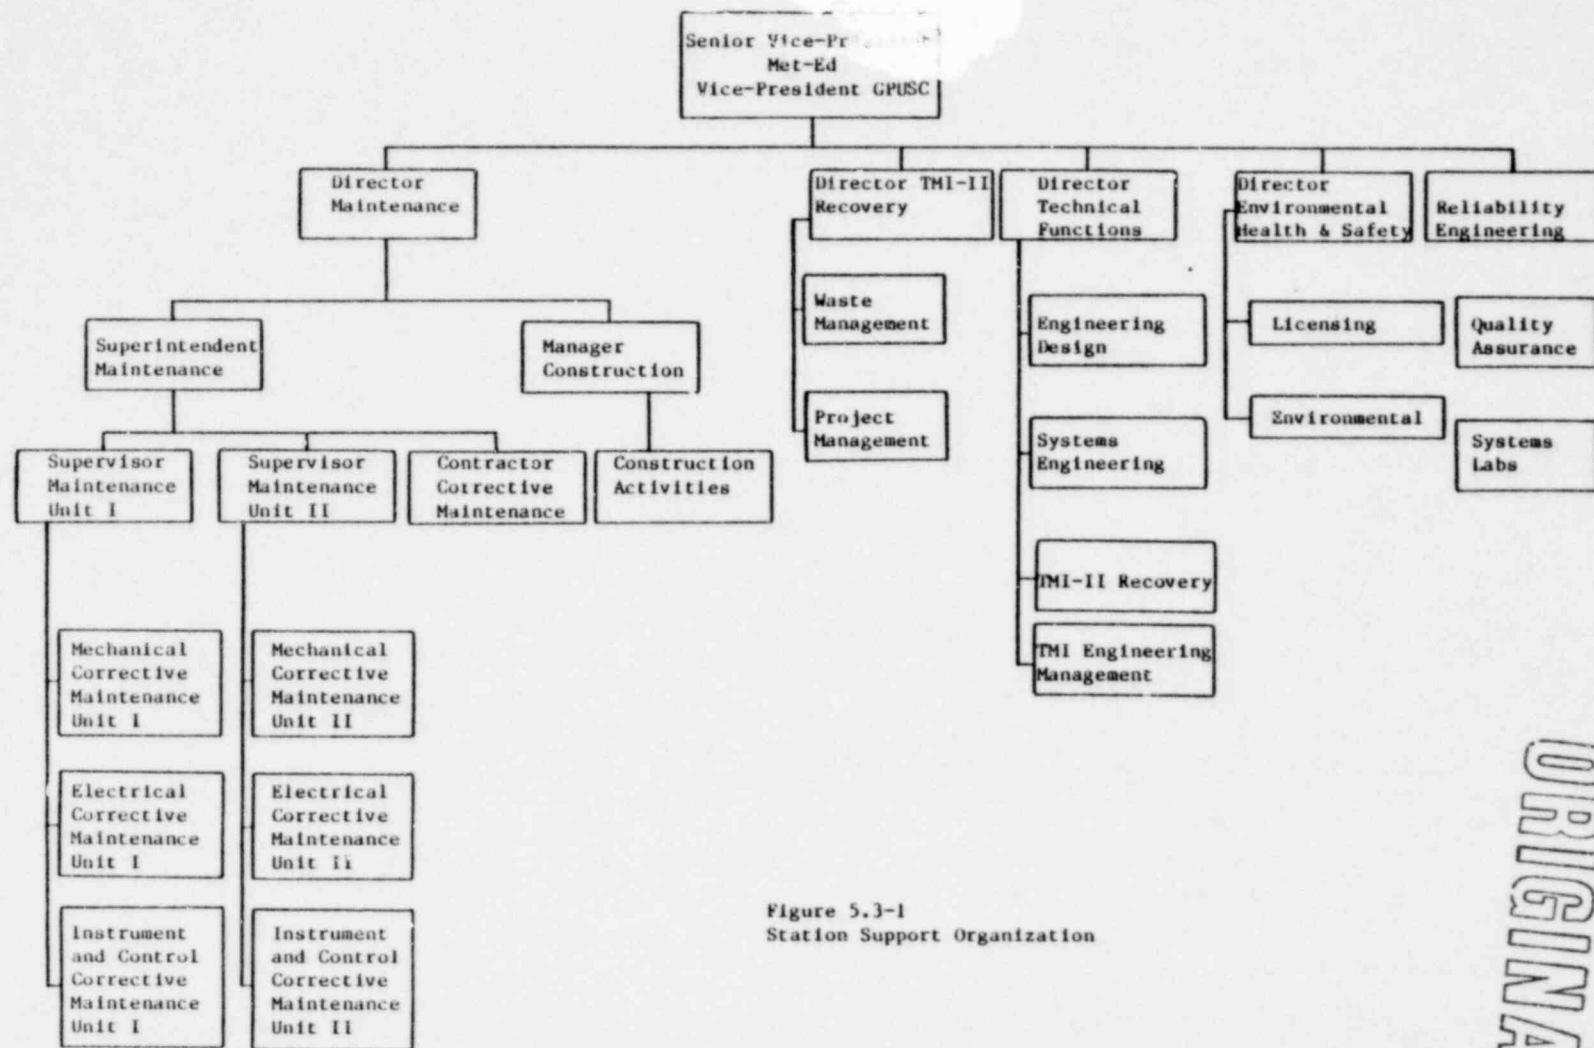 Senior Vice-Pr
Met-Ed
Vice-President GPUSC
Director
Maintenance
Director TMI-II
Recovery
Director
Technical
Functions
Director
Environmental
Health & Safety
Reliability
Engineering
Superintendent
Maintenance
Manager
Construction
Waste
Management
Project
Management
Engineering
Design
Systems
Engineering
TMI-II Recovery
TMI Engineering
Management
Licensing
Environmental
Quality
Assurance
Systems
Labs
Supervisor
Maintenance
Unit I
Supervisor
Maintenance
Unit II
Contractor
Corrective
Maintenance
Construction
Activities
Mechanical
Corrective
Maintenance
Unit I
Mechanical
Corrective
Maintenance
Unit II
Electrical
Corrective
Maintenance
Unit I
Electrical
Corrective
Maintenance
Unit II
Instrument
and Control
Corrective
Maintenance
Unit I
Instrument
and Control
Corrective
Maintenance
Unit II
Figure 5.3-1
Station Support Organization
ORIGINA